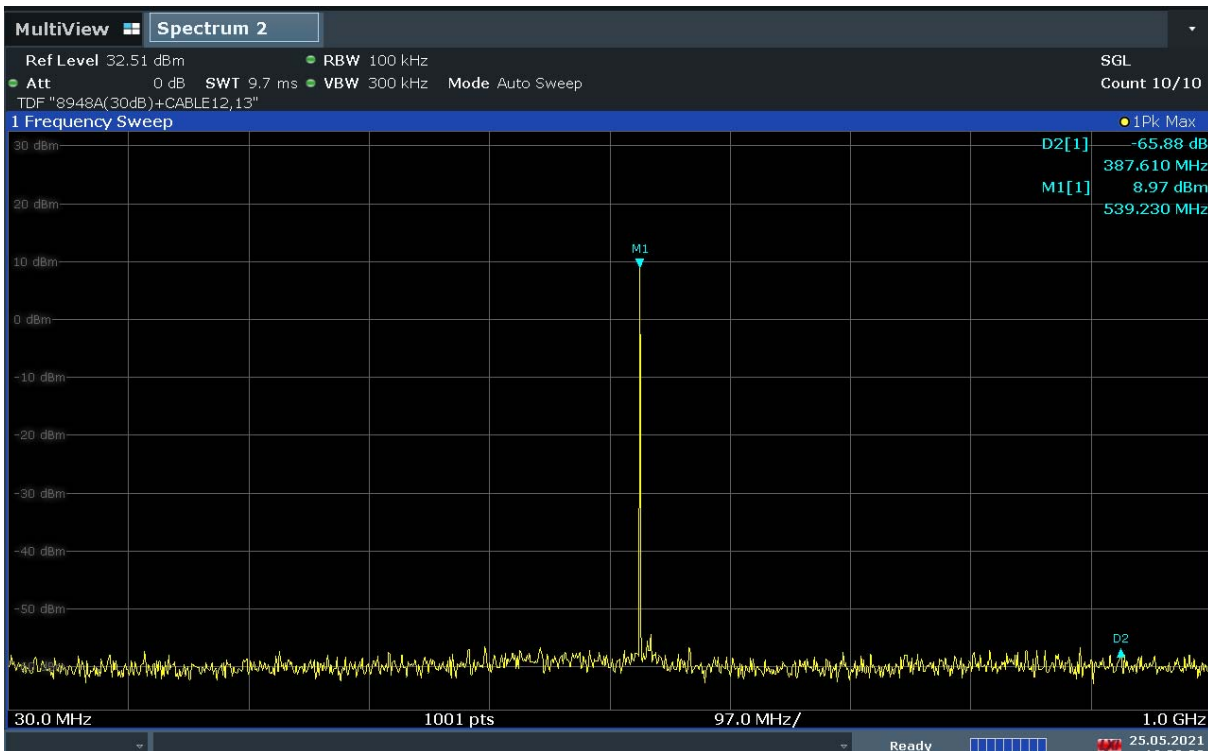 MultiView Spectrum 2
Ref Level 32.51 dBm RBW 100 kHz SGL
Att 0 dB SWT 9.7 ms VBW 300 kHz Mode Auto Sweep Count 10/10
TDF "8948A(30dB)+CABLE12,13"
1 Frequency Sweep 1Pk Max
30 dBm D2[1] -65.88 dB
387.610 MHz
M1[1] 8.97 dBm
20 dBm 539.230 MHz
M1
10 dBm
0 dBm
-10 dBm
-20 dBm
-30 dBm
-40 dBm
-50 dBm
D2
30.0 MHz 1001 pts 97.0 MHz/ 1.0 GHz
Ready 25.05.2021